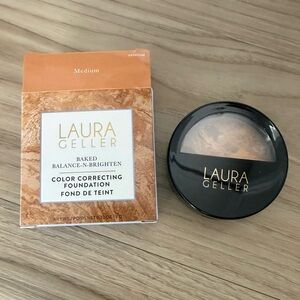 Medium
LAURA
GELLER
BAKED
BALANCE-N-BRIGHTEN
COLOR CORRECTING
FOUNDATION
FOND DE TEINT
LAURA
GELLER